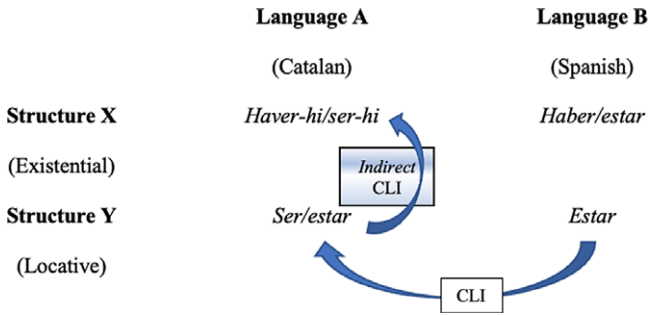 Language A Language B
(Catalan) (Spanish)
Structure X Haver-hi/ser-hi Haber/estar
(Existential) Indirect
CLI
Structure Y Ser/estar Estar
(Locative)
CLI